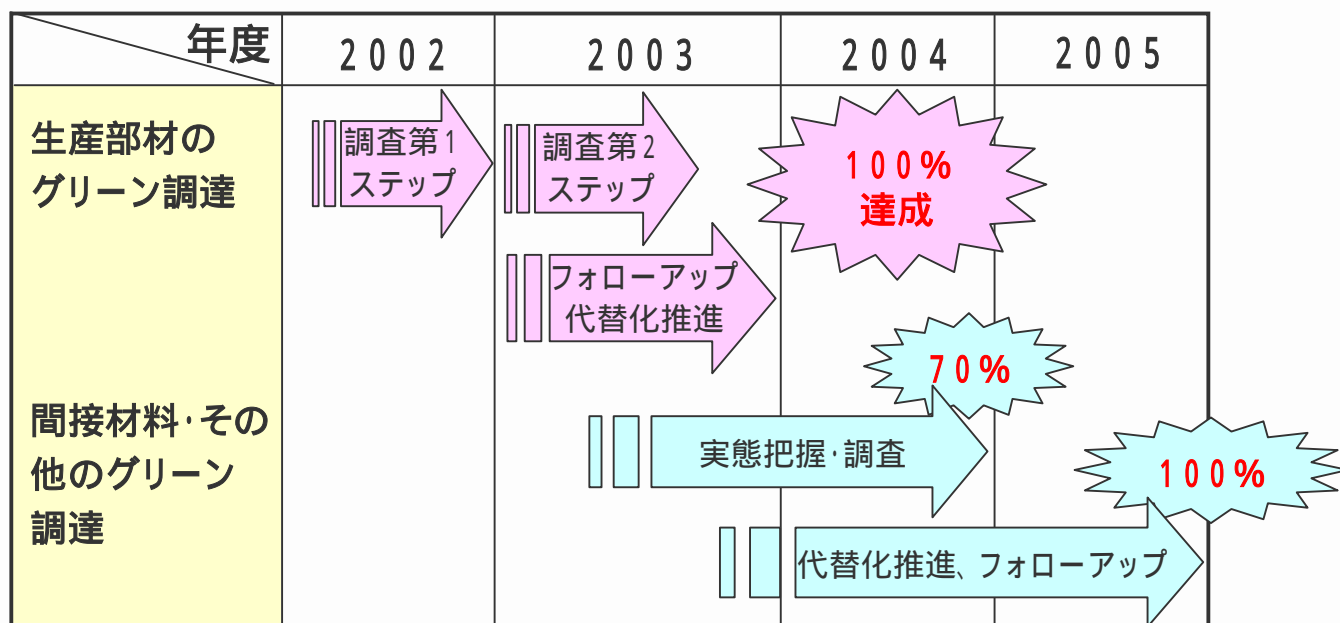 年度
２００２
２００３
２００４
２００５
生産部材の
グリーン調達
調査第１
ステップ
調査第２
ステップ
１００％
達成
フォローアップ
代替化推進
７０％
間接材料・その
他のグリーン
調達
実態把握・調査
１００％
代替化推進、フォローアップ